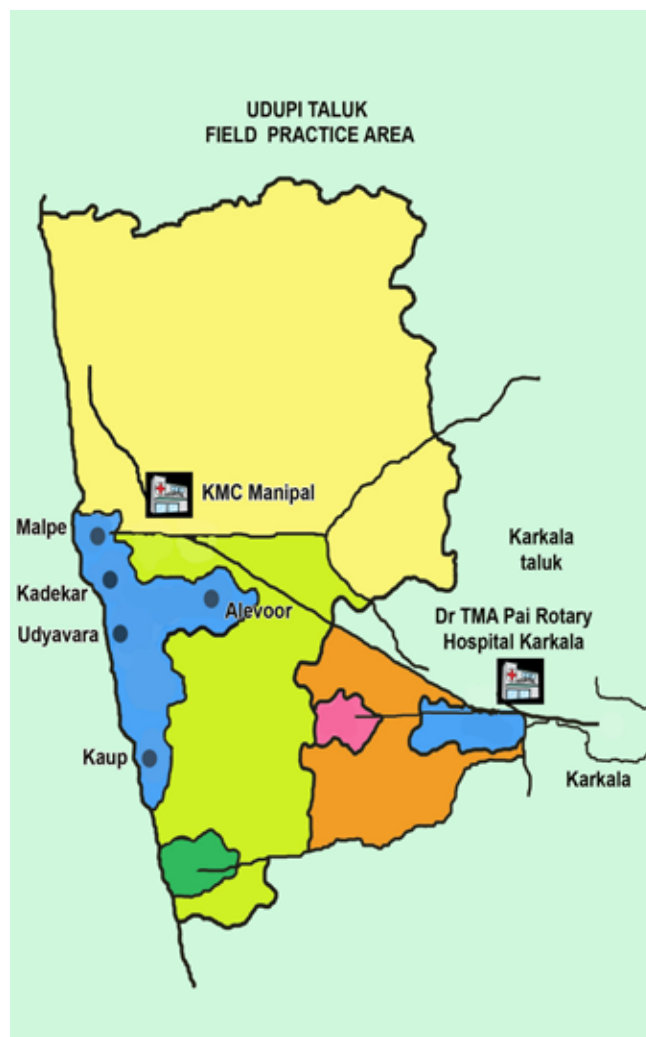 UDUPI TALUK
FIELD PRACTICE AREA
KMC Manipal
Malpe
Karkala
taluk
Kadekar
Alevoor
Dr TMA Pai Rotary
Hospital Karkala
Udyavara
Kaup
Karkala